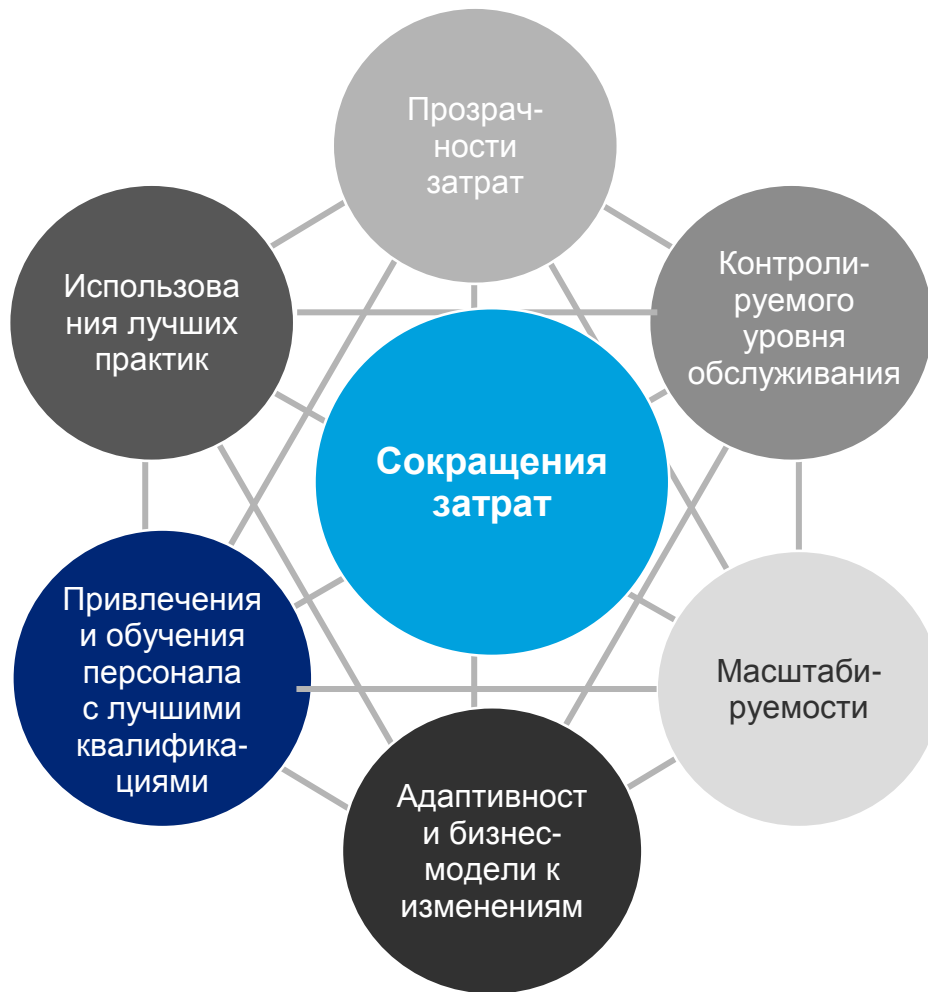 Прозрач-
ности
затрат
Использова
ния лучших
практик
Контроли-
руемого
уровня
обслуживания
Сокращения
затрат
Привлечения
и обучения
персонала
с лучшими
квалифика-
циями
Масштаби-
руемости
Адаптивност
и бизнес-
модели к
изменениям